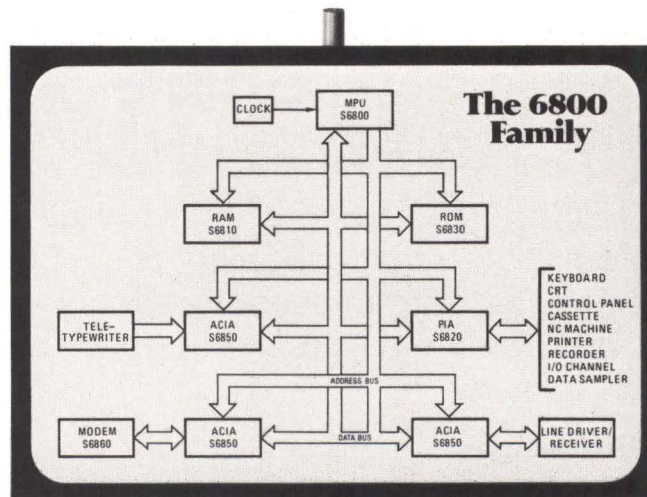 The 6800
Family
CLOCK
MPU
S6800
RAM
S6810
ROM
S6830
TELE-
TYPEWRITER
ACIA
S6850
PIA
S6820
KEYBOARD
CRT
CONTROL PANEL
CASSETTE
NC MACHINE
PRINTER
RECORDER
I/O CHANNEL
DATA SAMPLER
ADDRESS BUS
MODEM
S6860
ACIA
S6850
DATA BUS
ACIA
S6850
LINE DRIVER/
RECEIVER